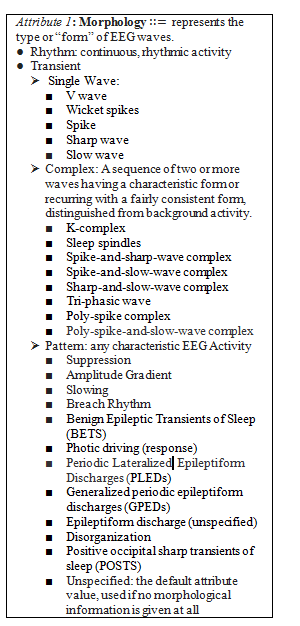 Attribute 1: Morphology ::= represents the
type or “form” of EEG waves.
● Rhythm: continuous, rhythmic activity
● Transient
➤ Single Wave:
■ V wave
■ Wicket spikes
■ Spike
■ Sharp wave
■ Slow wave
➤ Complex: A sequence of two or more
waves having a characteristic form or
recurring with a fairly consistent form,
distinguished from background activity.
■ K-complex
■ Sleep spindles
■ Spike-and-sharp-wave complex
■ Spike-and-slow-wave complex
■ Sharp-and-slow-wave complex
■ Tri-phasic wave
■ Poly-spike complex
■ Poly-spike-and-slow-wave complex
➤ Pattern: any characteristic EEG Activity
■ Suppression
■ Amplitude Gradient
■ Slowing
■ Breach Rhythm
■ Benign Epileptic Transients of Sleep
(BETS)
■ Photic driving (response)
■ Periodic Lateralized Epileptiform
Discharges (PLEDs)
■ Generalized periodic epileptiform
discharges (GPEDs)
■ Epileptiform discharge (unspecified)
■ Disorganization
■ Positive occipital sharp transients of
sleep (POSTS)
■ Unspecified: the default attribute
value, used if no morphological
information is given at all